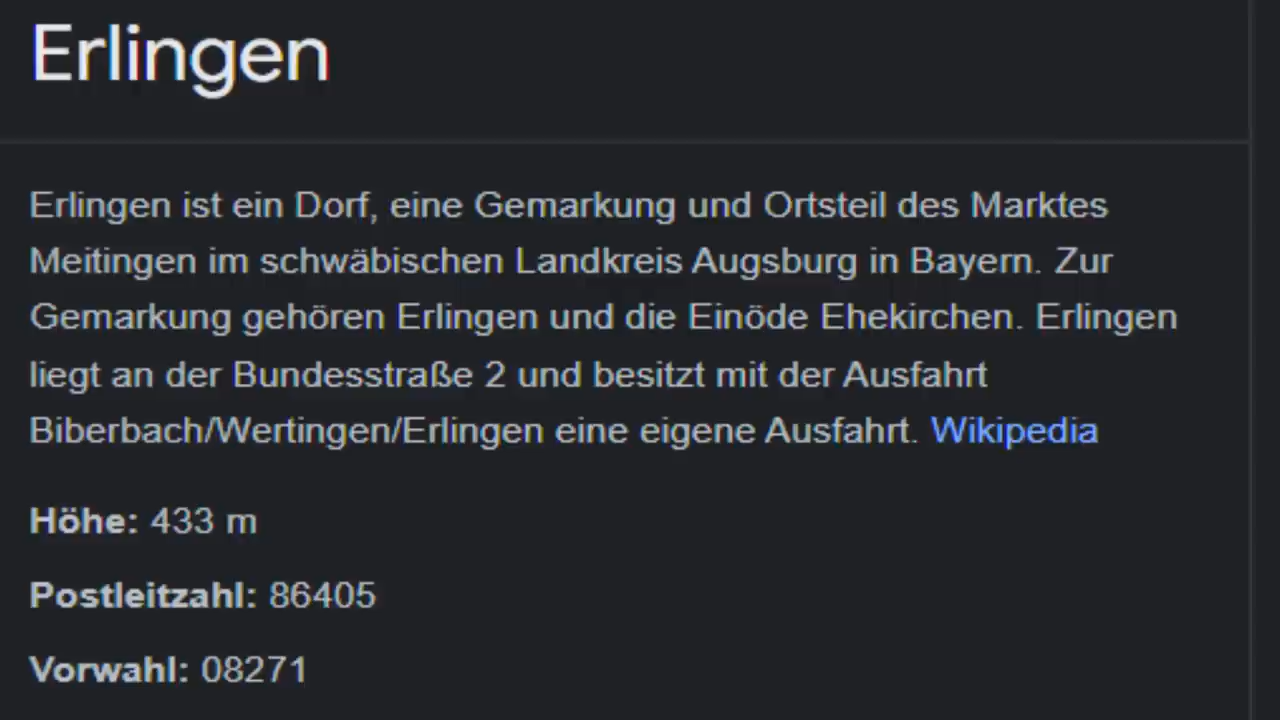 Erlingen
Erlingen ist ein Dorf, eine Gemarkung und Ortsteil des Marktes
Meitingen im schwäbischen Landkreis Augsburg in Bayern. Zur
Gemarkung gehören Erlingen und die Einöde Ehekirchen. Erlingen
liegt an der Bundesstraße 2 und besitzt mit der Ausfahrt
Biberbach/Wertingen/Erlingen eine eigene Ausfahrt. Wikipedia
Höhe: 433 m
Postleitzahl: 86405
Vorwahl: 08271